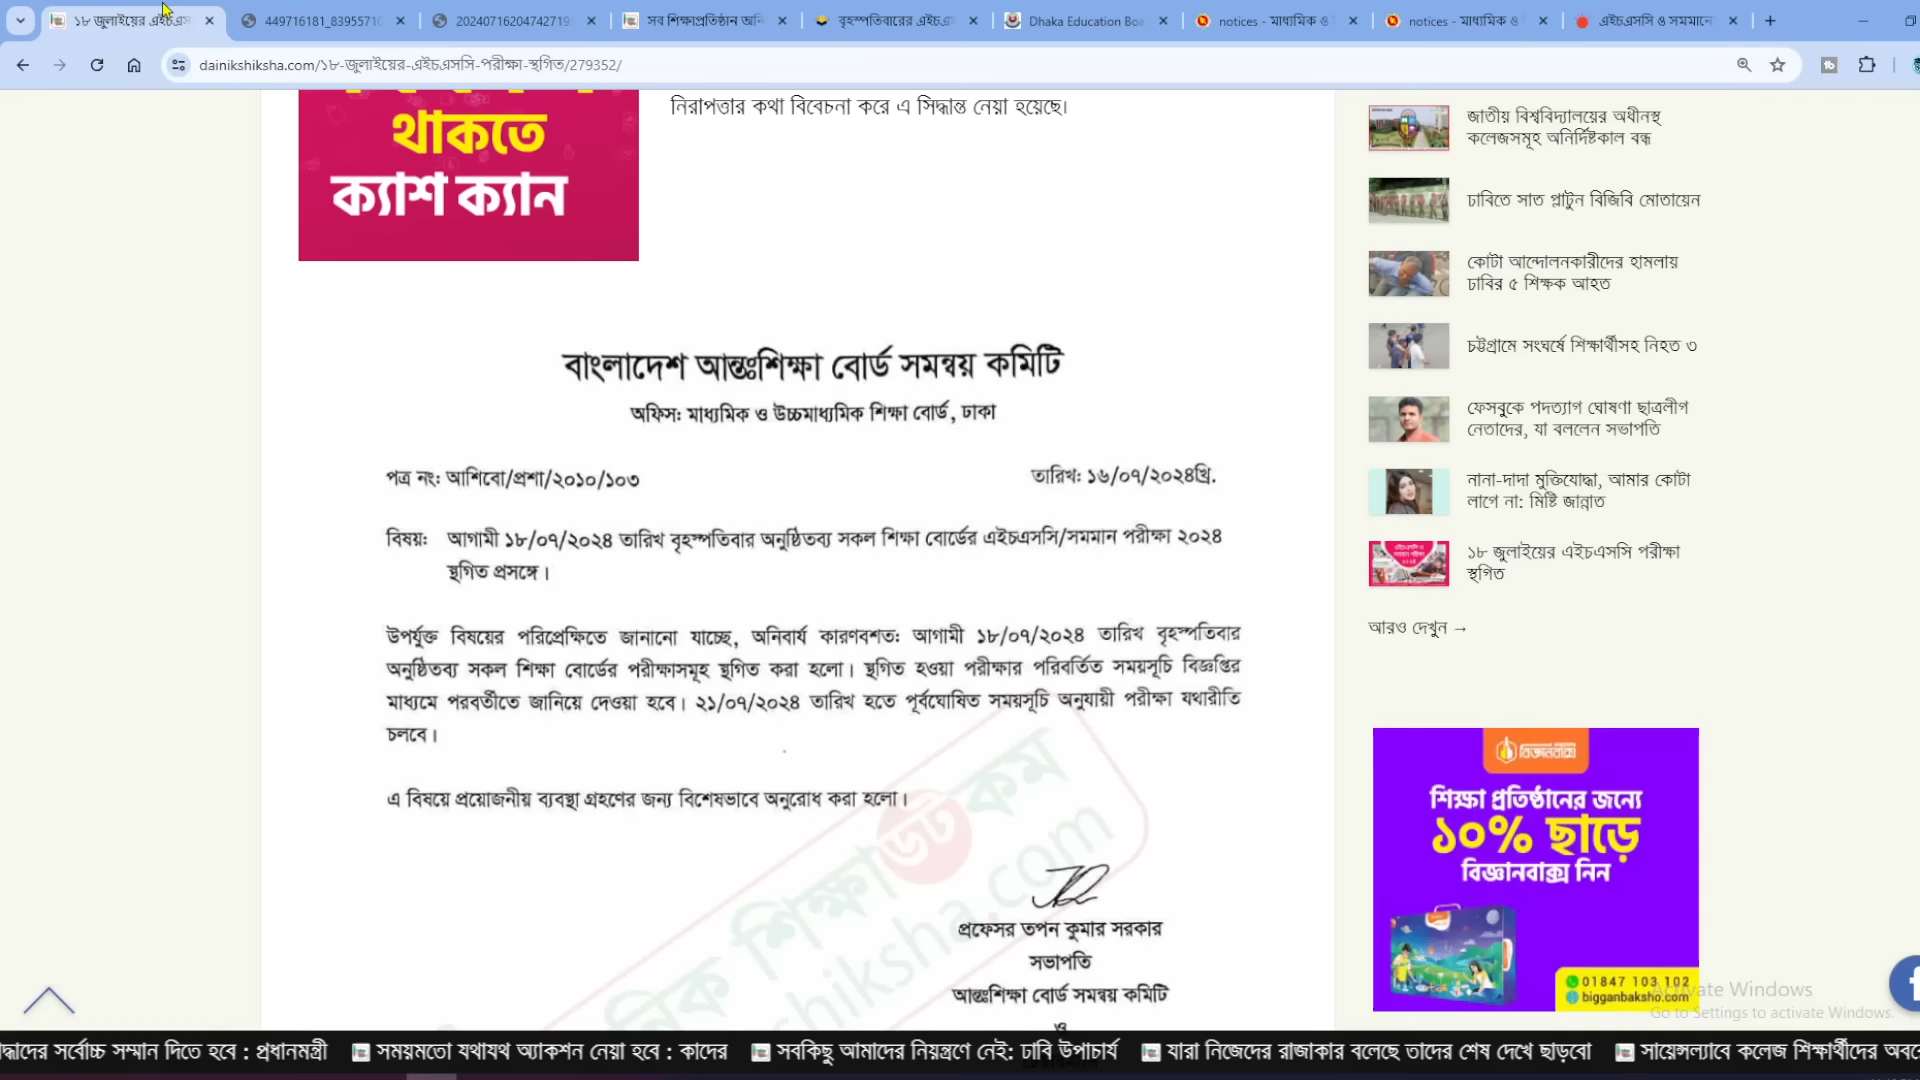 ১৮ জুলাইয়ের এইচএস
449716181_8395571
20240716204742719
সব শিক্ষাপ্রতিষ্ঠান অনি
বৃহস্পতিবারের এইচএ
Dhaka Education Boa
notices - মাধ্যমিক ও
notices - মাধ্যমিক ও
এইচএসসি ও সমমানে
dainikshiksha.com/১৮-জুলাইয়ের-এইচএসসি-পরীক্ষা-স্থগিত/279352/
থাকতে
ক্যাশ ক্যান
নিরাপত্তার কথা বিবেচনা করে এ সিদ্ধান্ত নেয়া হয়েছে।
বাংলাদেশ আন্তঃশিক্ষা বোর্ড সমন্বয় কমিটি
অফিস: মাধ্যমিক ও উচ্চমাধ্যমিক শিক্ষা বোর্ড, ঢাকা
পত্র নং: আশিবো/প্রশা/২০১০/১০৩
তারিখ: ১৬/০৭/২০২৪খ্রি.
বিষয়: আগামী ১৮/০৭/২০২৪ তারিখ বৃহস্পতিবার অনুষ্ঠিতব্য সকল শিক্ষা বোর্ডের এইচএসসি/সমমান পরীক্ষা ২০২৪
স্থগিত প্রসঙ্গে।
উপর্যুক্ত বিষয়ের পরিপ্রেক্ষিতে জানানো যাচ্ছে, অনিবার্য কারণবশত: আগামী ১৮/০৭/২০২৪ তারিখ বৃহস্পতিবার
অনুষ্ঠিতব্য সকল শিক্ষা বোর্ডের পরীক্ষাসমূহ স্থগিত করা হলো। স্থগিত হওয়া পরীক্ষার পরিবর্তিত সময়সূচি বিজ্ঞপ্তির
মাধ্যমে পরবর্তীতে জানিয়ে দেওয়া হবে। ২১/০৭/২০২৪ তারিখ হতে পূর্বঘোষিত সময়সূচি অনুযায়ী পরীক্ষা যথারীতি
চলবে।
এ বিষয়ে প্রয়োজনীয় ব্যবস্থা গ্রহণের জন্য বিশেষভাবে অনুরোধ করা হলো।
প্রফেসর তপন কুমার সরকার
সভাপতি
আন্তঃশিক্ষা বোর্ড সমন্বয় কমিটি
ও
নিক শিক্ষা ডট কম
shiksha.com
জাতীয় বিশ্ববিদ্যালয়ের অধীনস্থ
কলেজসমূহ অনির্দিষ্টকাল বন্ধ
ঢাবিতে সাত প্লাটুন বিজিবি মোতায়েন
কোটা আন্দোলনকারীদের হামলায়
ঢাবির ৫ শিক্ষক আহত
চট্টগ্রামে সংঘর্ষে শিক্ষার্থীসহ নিহত ৩
ফেসবুকে পদত্যাগ ঘোষণা ছাত্রলীগ
নেতাদের, যা বললেন সভাপতি
নানা-দাদা মুক্তিযোদ্ধা, আমার কোটা
লাগে না: মিষ্টি জান্নাত
১৮ জুলাইয়ের এইচএসসি পরীক্ষা
স্থগিত
আরও দেখুন →
বিজ্ঞানবাক্স
শিক্ষা প্রতিষ্ঠানের জন্যে
১০% ছাড়ে
বিজ্ঞানবাক্স নিন
01847 103 102
bigganbaksho.com
Activate Windows
Go to Settings to activate Windows.
দ্ধাদের সর্বোচ্চ সম্মান দিতে হবে : প্রধানমন্ত্রী
সময়মতো যথাযথ অ্যাকশন নেয়া হবে : কাদের
সবকিছু আমাদের নিয়ন্ত্রণে নেই: ঢাবি উপাচার্য
যারা নিজেদের রাজাকার বলেছে তাদের শেষ দেখে ছাড়বো
সায়েন্সল্যাবে কলেজ শিক্ষার্থীদের অবরো